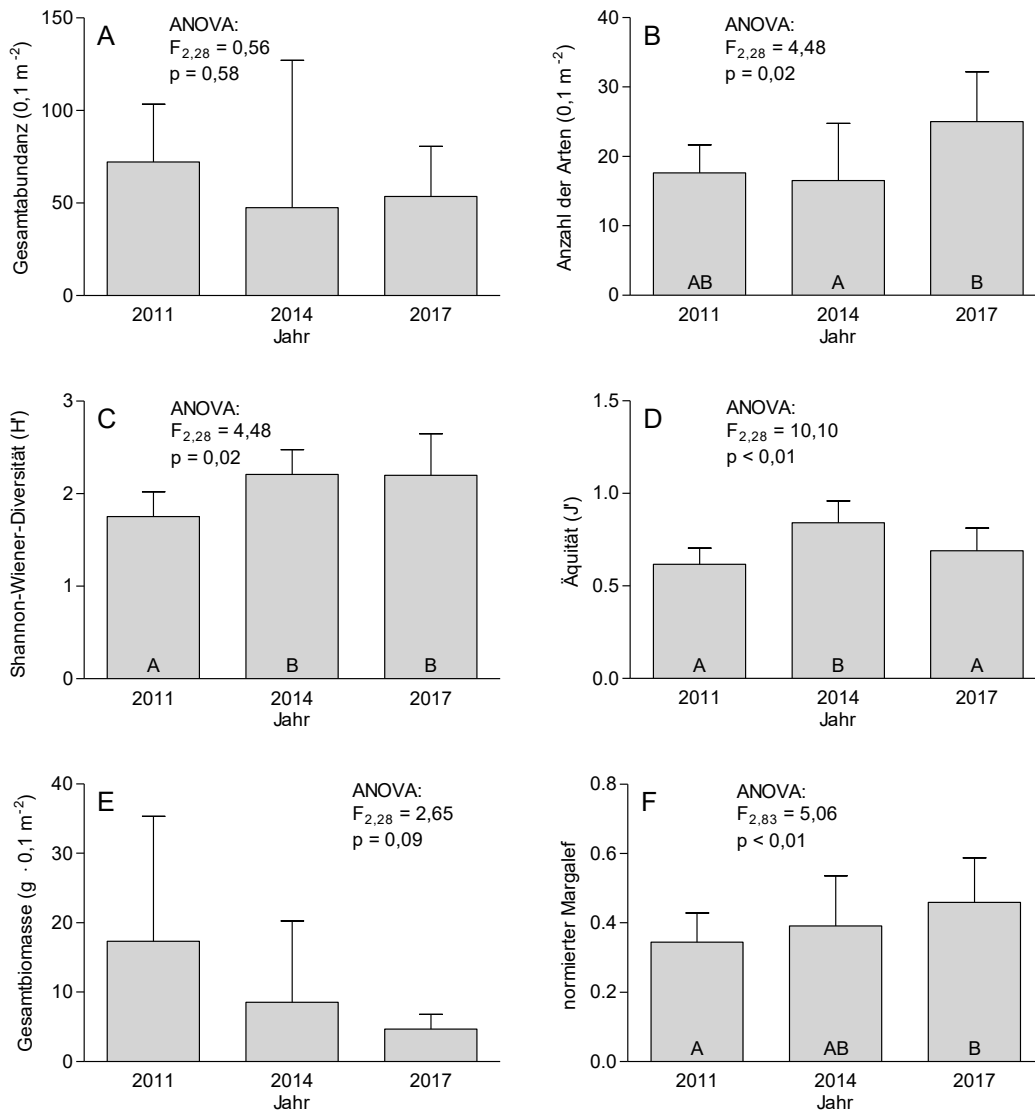 A
ANOVA:
F2,28 = 0,56
p = 0,58
Gesamtabundanz (0,1 m-2)
150
100
50
0
2011 2014 2017
Jahr
B
ANOVA:
F2,28 = 4,48
p = 0,02
Anzahl der Arten (0,1 m-2)
40
30
20
10
0
AB A B
2011 2014 2017
Jahr
C
ANOVA:
F2,28 = 4,48
p = 0,02
Shannon-Wiener-Diversität (H')
3
2
1
0
A B B
2011 2014 2017
Jahr
D
ANOVA:
F2,28 = 10,10
p < 0,01
Äquität (J')
1.5
1.0
0.5
0.0
A B A
2011 2014 2017
Jahr
E
ANOVA:
F2,28 = 2,65
p = 0,09
Gesamtbiomasse (g · 0,1 m-2)
40
30
20
10
0
2011 2014 2017
Jahr
F
ANOVA:
F2,83 = 5,06
p < 0,01
normierter Margalef
0.8
0.6
0.4
0.2
0.0
A AB B
2011 2014 2017
Jahr